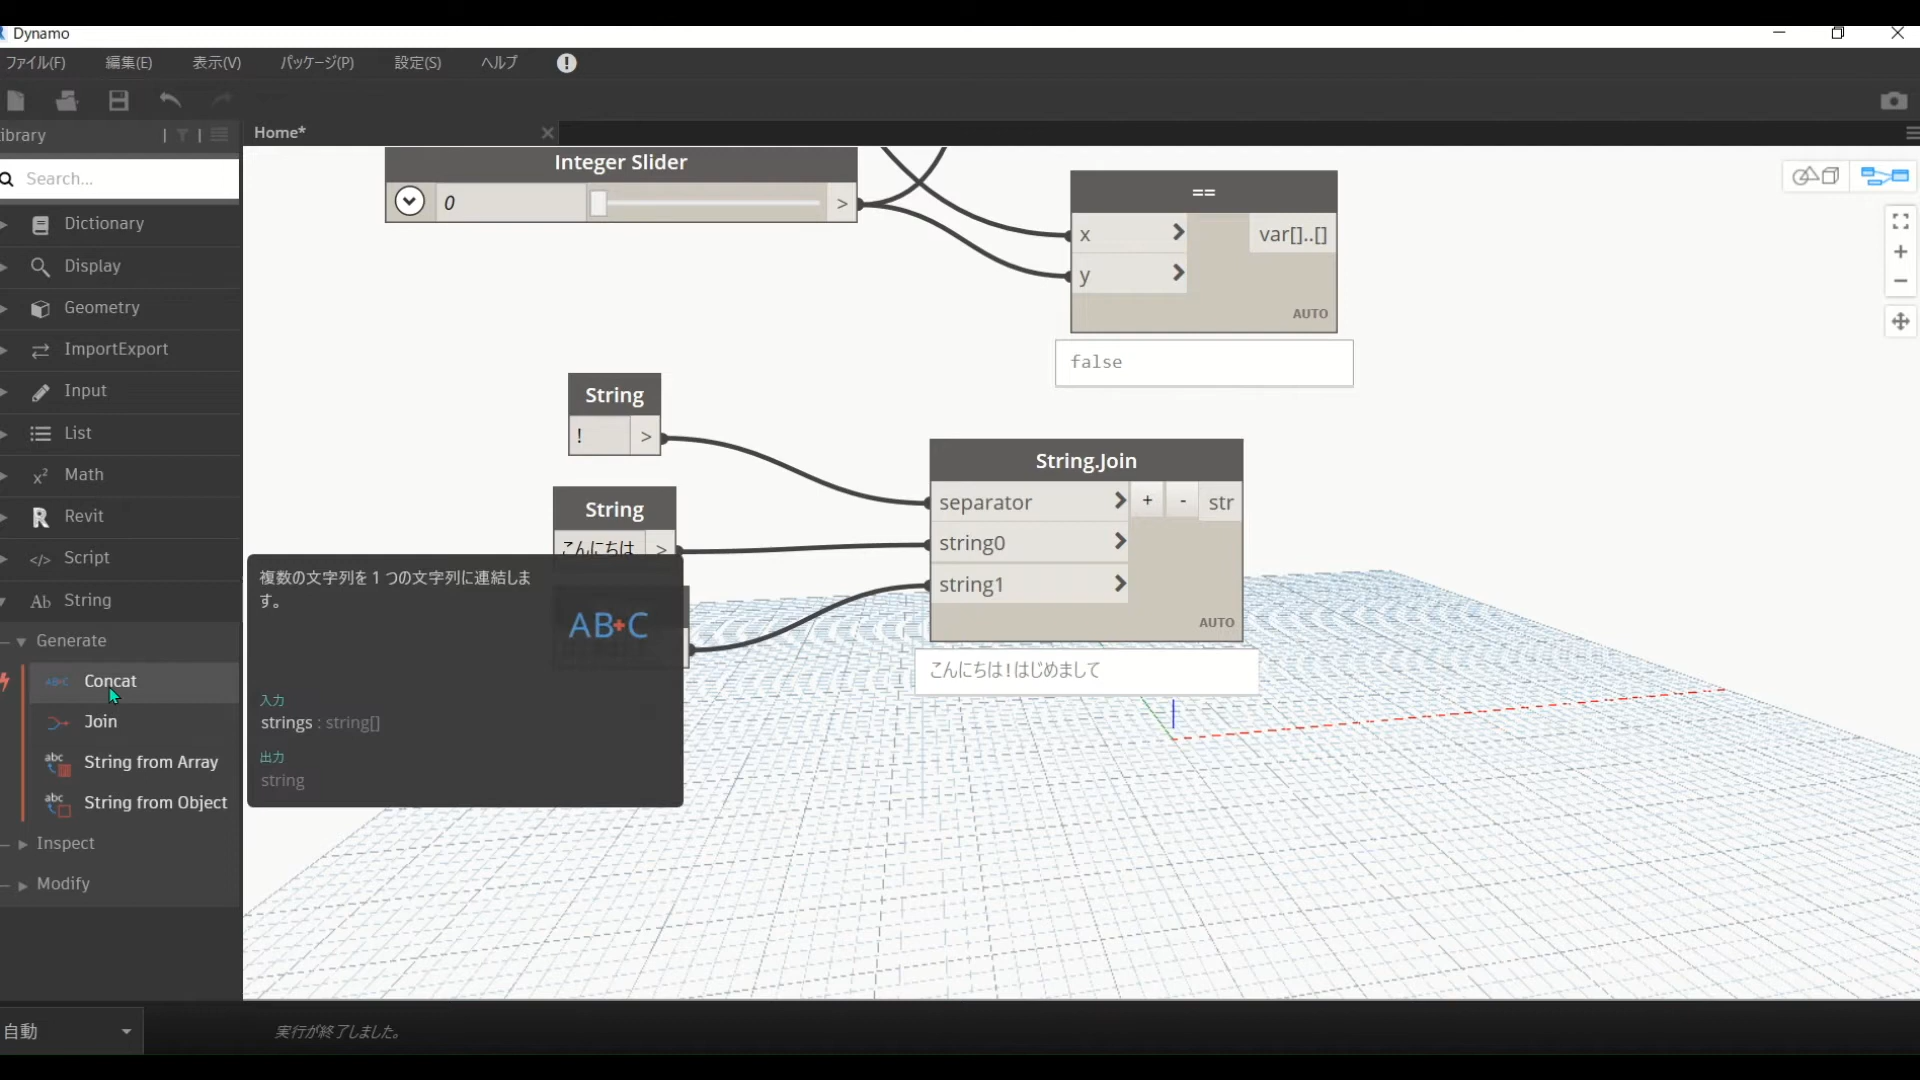 Dynamo
ファイル(F) 編集(E) 表示(V) パッケージ(P) 設定(S) ヘルプ
ibrary
Home*
Search...
Dictionary
Display
Geometry
ImportExport
Input
List
Math
Revit
Script
String
Generate
Concat
Join
String from Array
String from Object
Inspect
Modify
Integer Slider
0 >
==
x > var[]..[]
y >
AUTO
false
String
! >
String
こんにちは >
String.Join
separator > + - str
string0 >
string1 >
AUTO
こんにちは!はじめまして
複数の文字列を 1 つの文字列に連結しま
す。
AB+C
入力
strings : string[]
出力
string
自動
実行が終了しました。